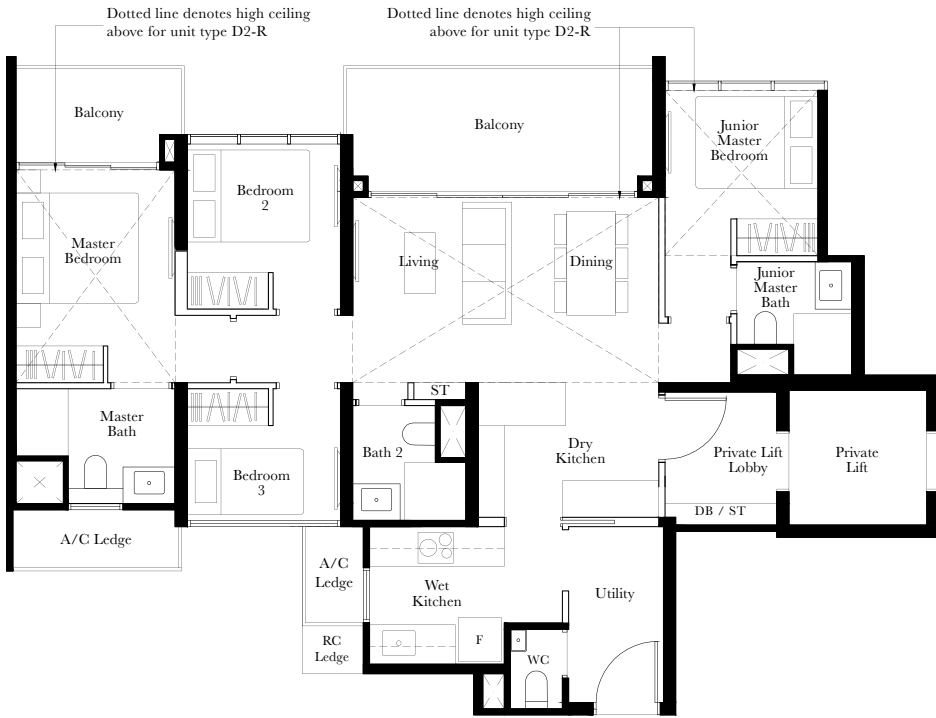 Dotted line denotes high ceiling
above for unit type D2-R
Dotted line denotes high ceiling
above for unit type D2-R
Balcony
Balcony
Junior
Master
Bedroom
Bedroom
2
Master
Bedroom
Living
Dining
Junior
Master
Bath
ST
Master
Bath
Bath 2
Dry
Kitchen
Private Lift
Lobby
Private
Lift
Bedroom
3
DB / ST
A/C Ledge
A/C
Ledge
Wet
Kitchen
Utility
RC
Ledge
F
WC